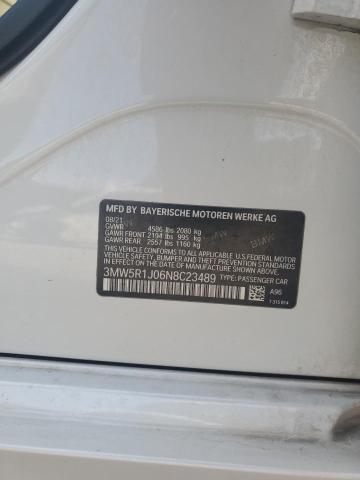 MFD BY BAYERISCHE MOTOREN WERKE AG
08/21
GVWR 4586 lbs 2080 kg
GAWR FRONT 2194 lbs 995 kg
GAWR REAR 2557 lbs 1160 kg
THIS VEHICLE CONFORMS TO ALL APPLICABLE U.S. FEDERAL MOTOR
VEHICLE SAFETY, BUMPER AND THEFT PREVENTION STANDARDS
IN EFFECT ON THE DATE OF MANUFACTURE SHOWN ABOVE.
3MW5R1J06N8C23489 TYPE: PASSENGER CAR
A96
BMW
BMW